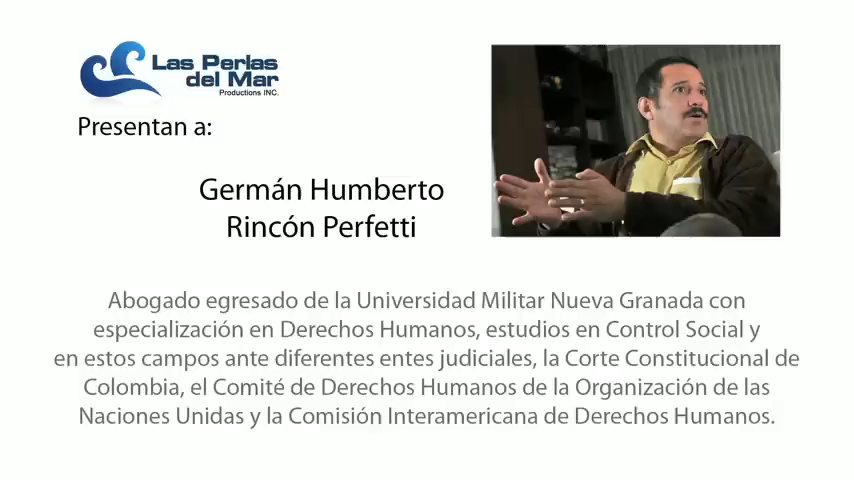 Las Perlas
del Mar
Productions INC.
Presentan a:
Germán Humberto
Rincón Perfetti
Abogado egresado de la Universidad Militar Nueva Granada con
especialización en Derechos Humanos, estudios en Control Social y
en estos campos ante diferentes entes judiciales, la Corte Constitucional de
Colombia, el Comité de Derechos Humanos de la Organización de las
Naciones Unidas y la Comisión Interamericana de Derechos Humanos.